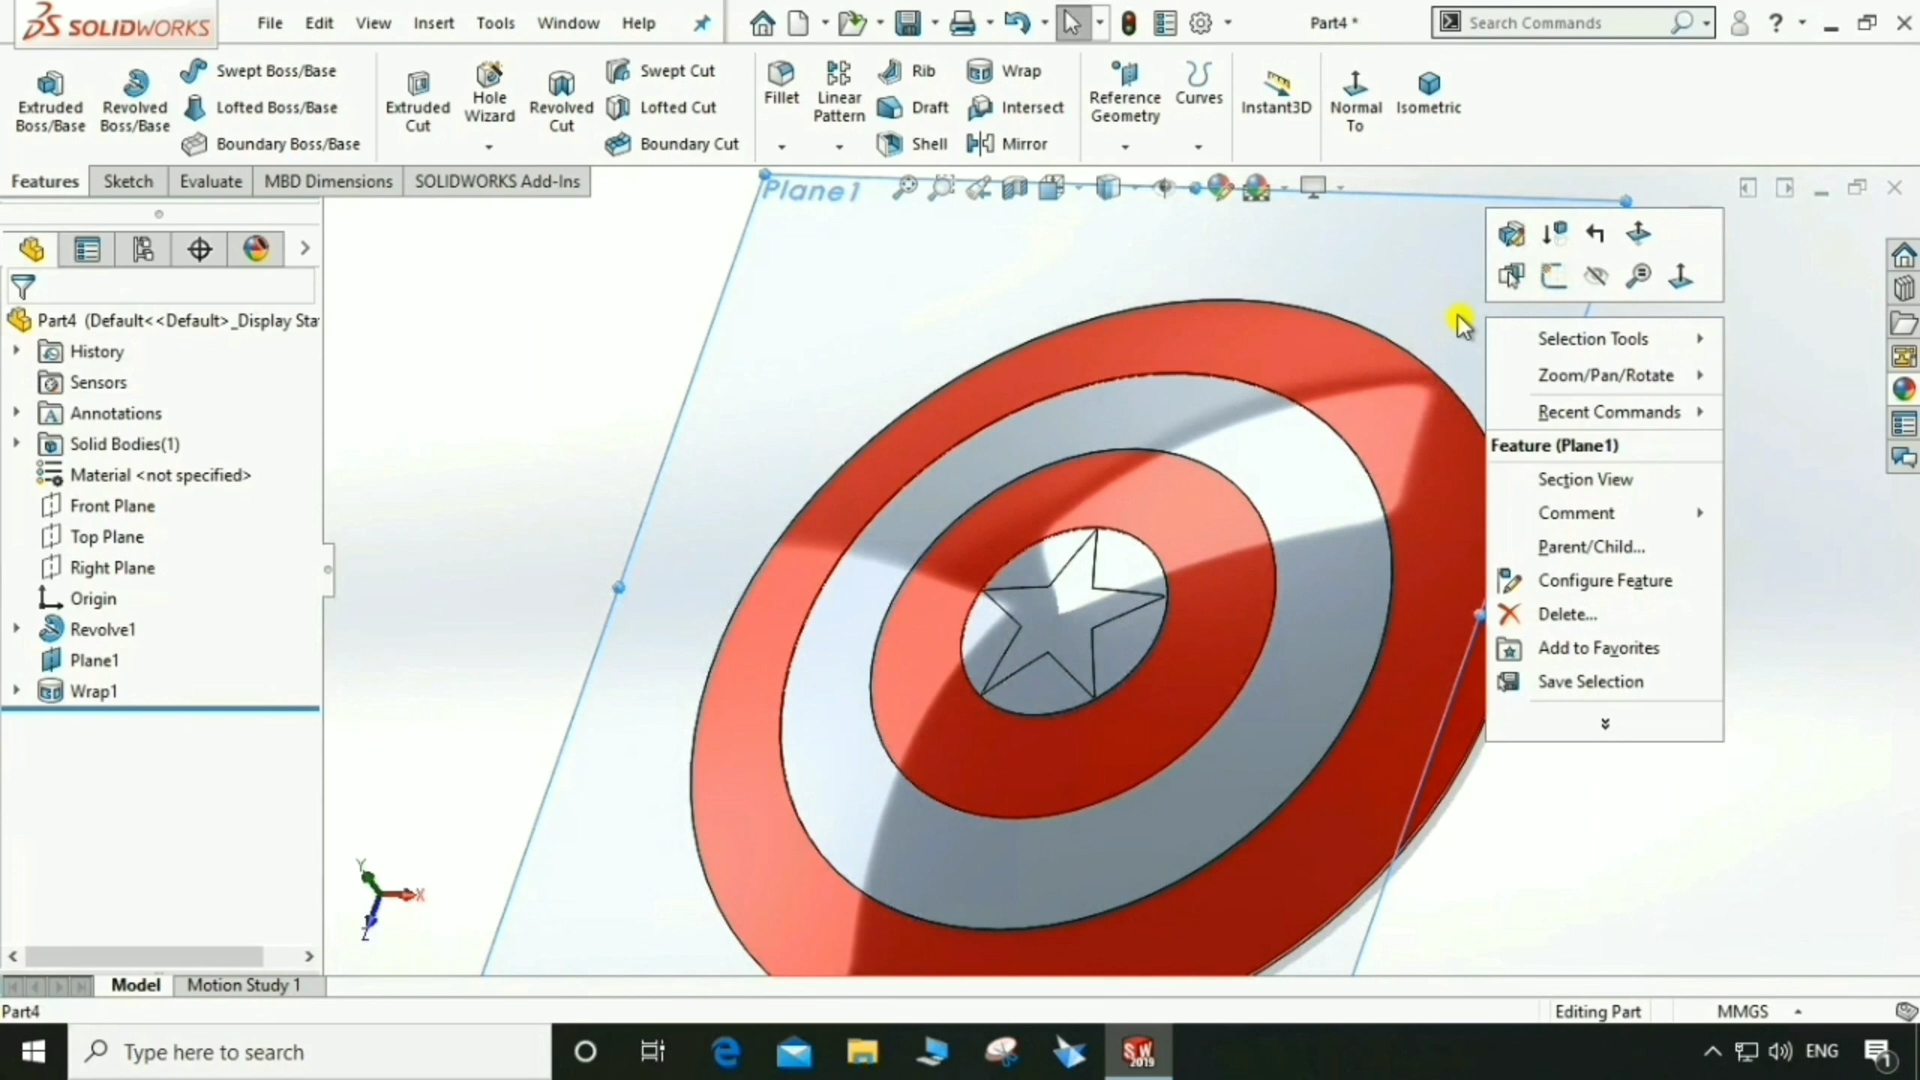 SOLIDWORKS
File Edit View Insert Tools Window Help
Part4 *
Search Commands
Extruded Boss/Base
Revolved Boss/Base
Swept Boss/Base
Lofted Boss/Base
Boundary Boss/Base
Extruded Cut
Hole Wizard
Revolved Cut
Swept Cut
Lofted Cut
Boundary Cut
Fillet
Linear Pattern
Rib
Draft
Shell
Wrap
Intersect
Mirror
Reference Geometry
Curves
Instant3D
Normal To
Isometric
Features Sketch Evaluate MBD Dimensions SOLIDWORKS Add-Ins
Plane1
Part4 (Default<<Default>_Display Sta
History
Sensors
Annotations
Solid Bodies(1)
Material <not specified>
Front Plane
Top Plane
Right Plane
Origin
Revolve1
Plane1
Wrap1
Selection Tools
Zoom/Pan/Rotate
Recent Commands
Feature (Plane1)
Section View
Comment
Parent/Child...
Configure Feature
Delete...
Add to Favorites
Save Selection
Y
X
Z
Model Motion Study 1
Part4
Editing Part
MMGS
Type here to search
SW 2019
ENG
1